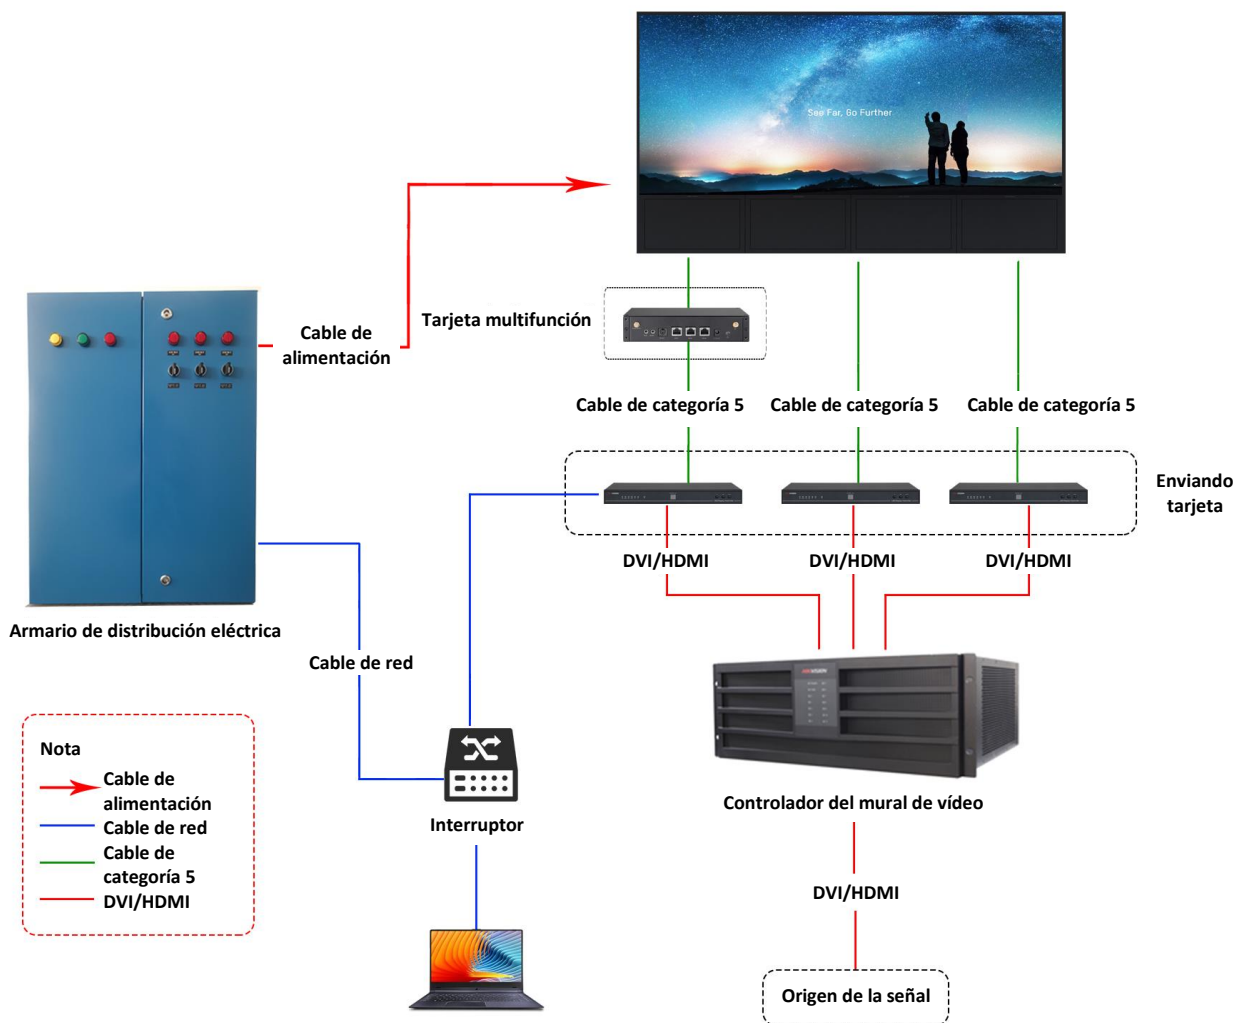 See Far, Go Further
Cable de
alimentación
Tarjeta multifunción
Cable de categoría 5
Cable de categoría 5
Cable de categoría 5
Enviando
tarjeta
DVI/HDMI
DVI/HDMI
DVI/HDMI
Armario de distribución eléctrica
Cable de red
HIKVISION
Nota
Cable de
alimentación
Cable de red
Cable de
categoría 5
DVI/HDMI
Interruptor
Controlador del mural de vídeo
DVI/HDMI
Origen de la señal